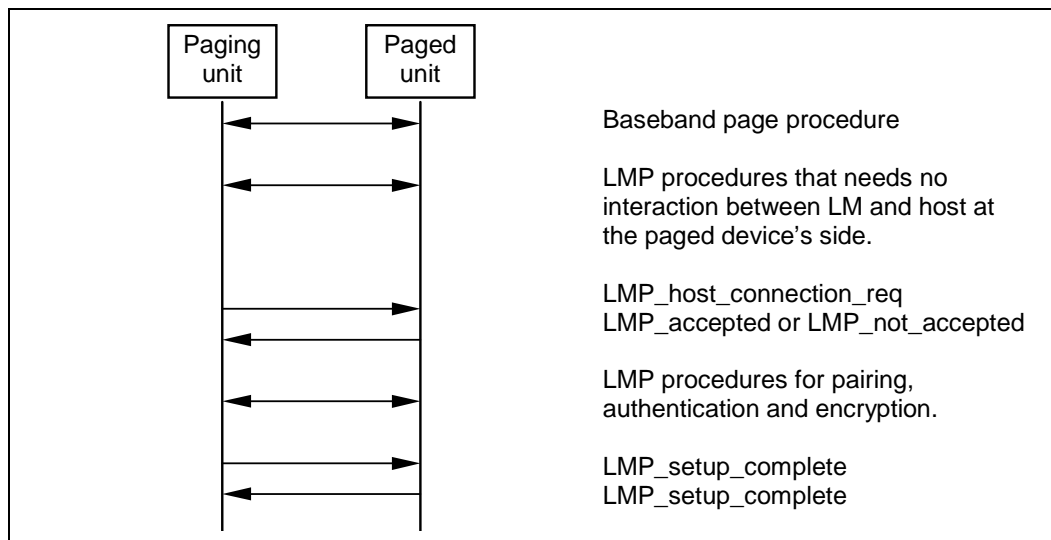 Paging
unit
Paged
unit
Baseband page procedure
LMP procedures that needs no
interaction between LM and host at
the paged device's side.
LMP_host_connection_req
LMP_accepted or LMP_not_accepted
LMP procedures for pairing,
authentication and encryption.
LMP_setup_complete
LMP_setup_complete